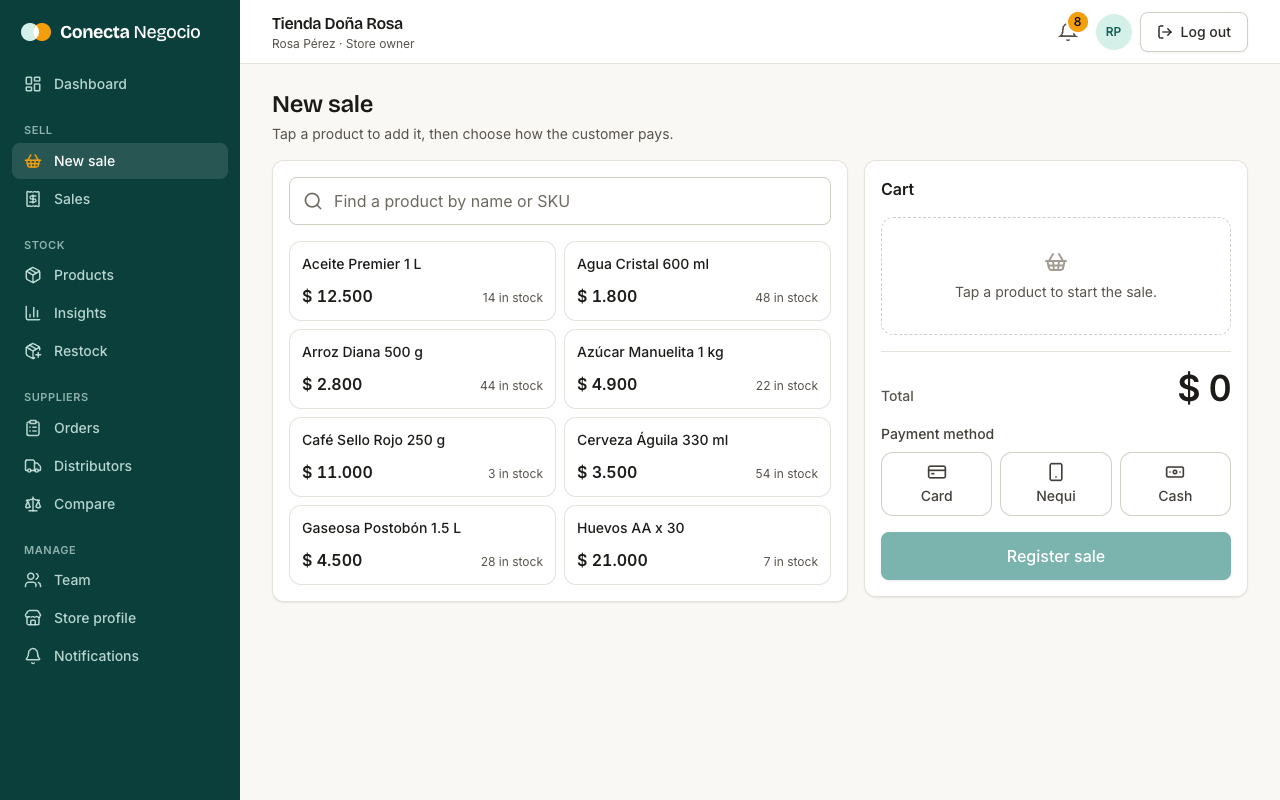 Conecta Negocio
Dashboard
SELL
New sale
Sales
STOCK
Products
Insights
Restock
SUPPLIERS
Orders
Distributors
Compare
MANAGE
Team
Store profile
Notifications
Tienda Doña Rosa
Rosa Pérez · Store owner
8
RP
Log out
New sale
Tap a product to add it, then choose how the customer pays.
Find a product by name or SKU
Aceite Premier 1 L
$ 12.500
14 in stock
Agua Cristal 600 ml
$ 1.800
48 in stock
Arroz Diana 500 g
$ 2.800
44 in stock
Azúcar Manuelita 1 kg
$ 4.900
22 in stock
Café Sello Rojo 250 g
$ 11.000
3 in stock
Cerveza Águila 330 ml
$ 3.500
54 in stock
Gaseosa Postobón 1.5 L
$ 4.500
28 in stock
Huevos AA x 30
$ 21.000
7 in stock
Cart
Tap a product to start the sale.
Total
$ 0
Payment method
Card
Nequi
Cash
Register sale